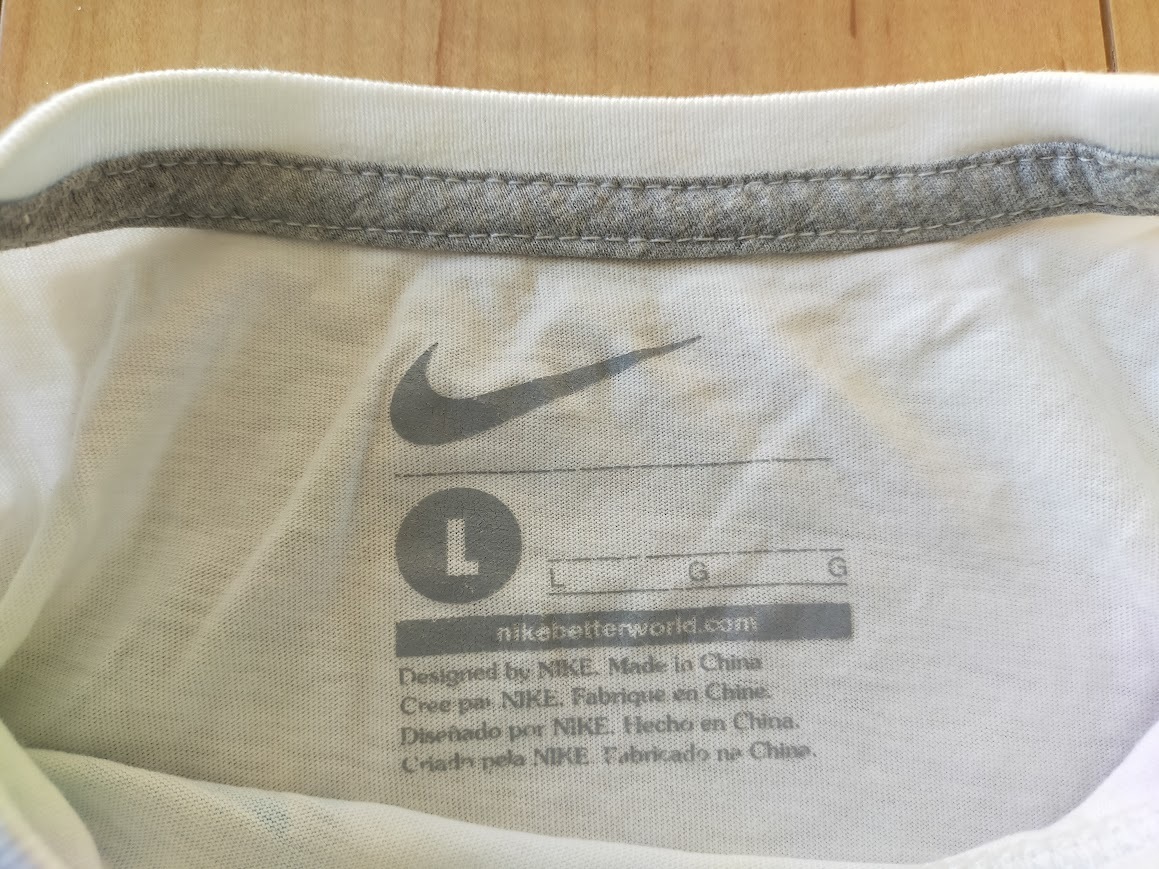 L
L G G
nikebetterworld.com
Designed by NIKE. Made in China
Cree par NIKE. Fabrique en Chine.
Diseñado por NIKE. Hecho en China.
Criado pela NIKE. Fabricado na China.